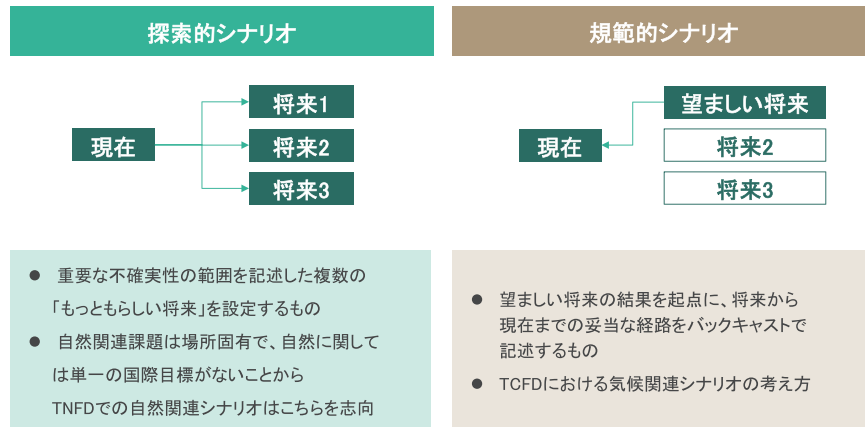 探索的シナリオ
現在
将来1
将来2
将来3
● 重要な不確実性の範囲を記述した複数の
「もっともらしい将来」を設定するもの
● 自然関連課題は場所固有で、自然に関して
は単一の国際目標がないことから
TNFDでの自然関連シナリオはこちらを志向
規範的シナリオ
現在
望ましい将来
将来2
将来3
● 望ましい将来の結果を起点に、将来から
現在までの妥当な経路をバックキャストで
記述するもの
● TCFDにおける気候関連シナリオの考え方